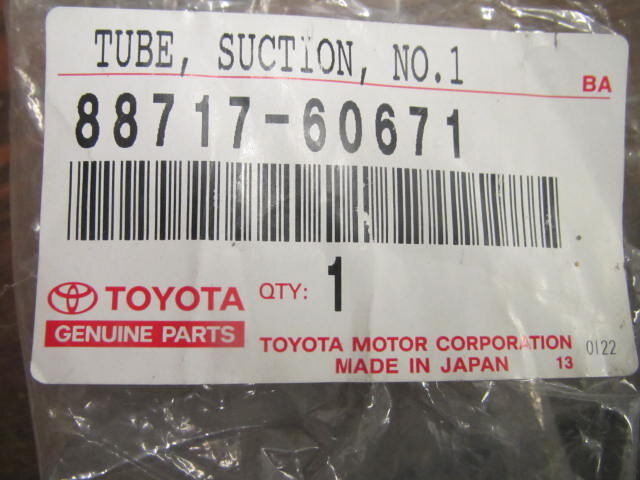 TUBE, SUCTION, NO.1
BA
88717-60671
TOYOTA
QTY: 1
GENUINE PARTS
TOYOTA MOTOR CORPORATION 0122
MADE IN JAPAN 13